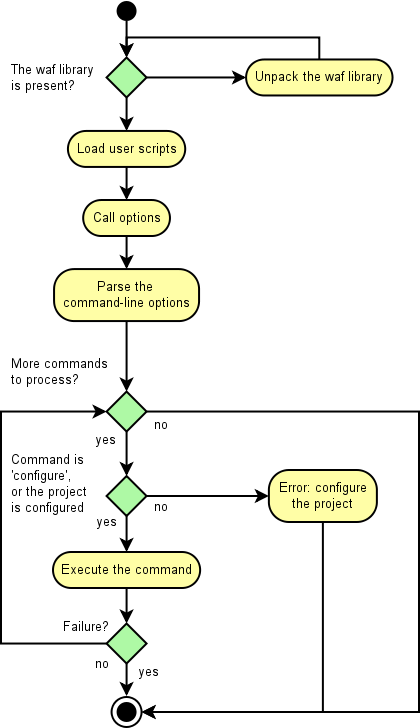 The waf library
is present?
Unpack the waf library
Load user scripts
Call options
Parse the
command-line options
More commands
to process?
no
yes
Command is
'configure',
or the project
is configured
Error: configure
the project
no
yes
Execute the command
Failure?
no
yes